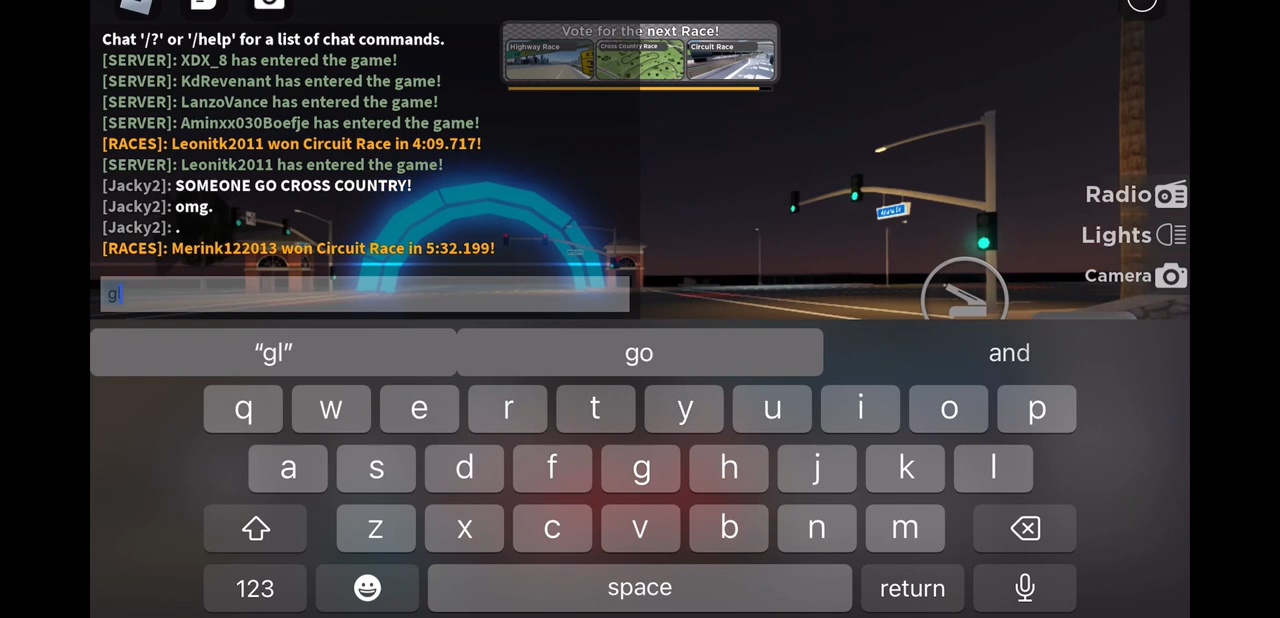 Vote for the next Race!
Highway Race
Cross Country Race
Circuit Race
Chat '/?' or '/help' for a list of chat commands.
[SERVER]: XDX_8 has entered the game!
[SERVER]: KdRevenant has entered the game!
[SERVER]: LanzoVance has entered the game!
[SERVER]: Aminxx030Boefje has entered the game!
[RACES]: Leonitk2011 won Circuit Race in 4:09.717!
[SERVER]: Leonitk2011 has entered the game!
[Jacky2]: SOMEONE GO CROSS COUNTRY!
[Jacky2]: omg.
[Jacky2]: .
[RACES]: Merink122013 won Circuit Race in 5:32.199!
gl
Radio
Lights
Camera
“gl” go and
q w e r t y u i o p
a s d f g h j k l
z x c v b n m
123 space return